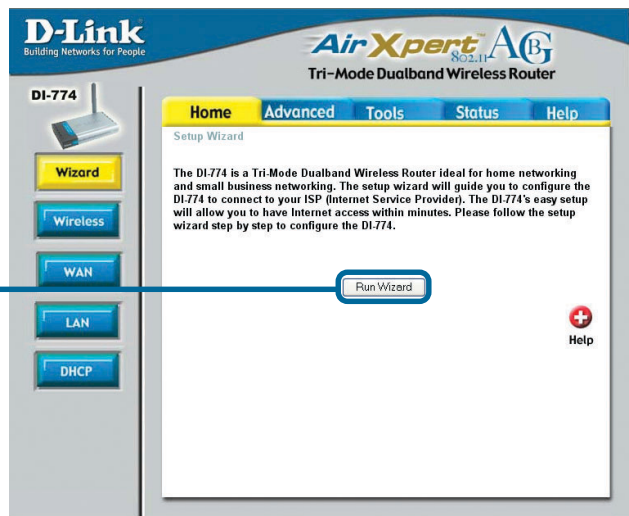 D-Link
Building Networks for People
Air Xpert™ ABG
802.11
Tri-Mode Dualband Wireless Router
DI-774
Home Advanced Tools Status Help
Setup Wizard
The DI-774 is a Tri-Mode Dualband Wireless Router ideal for home networking
and small business networking. The setup wizard will guide you to configure the
DI-774 to connect to your ISP (Internet Service Provider). The DI-774's easy setup
will allow you to have Internet access within minutes. Please follow the setup
wizard step by step to configure the DI-774.
Wizard
Wireless
WAN
LAN
DHCP
Run Wizard
Help